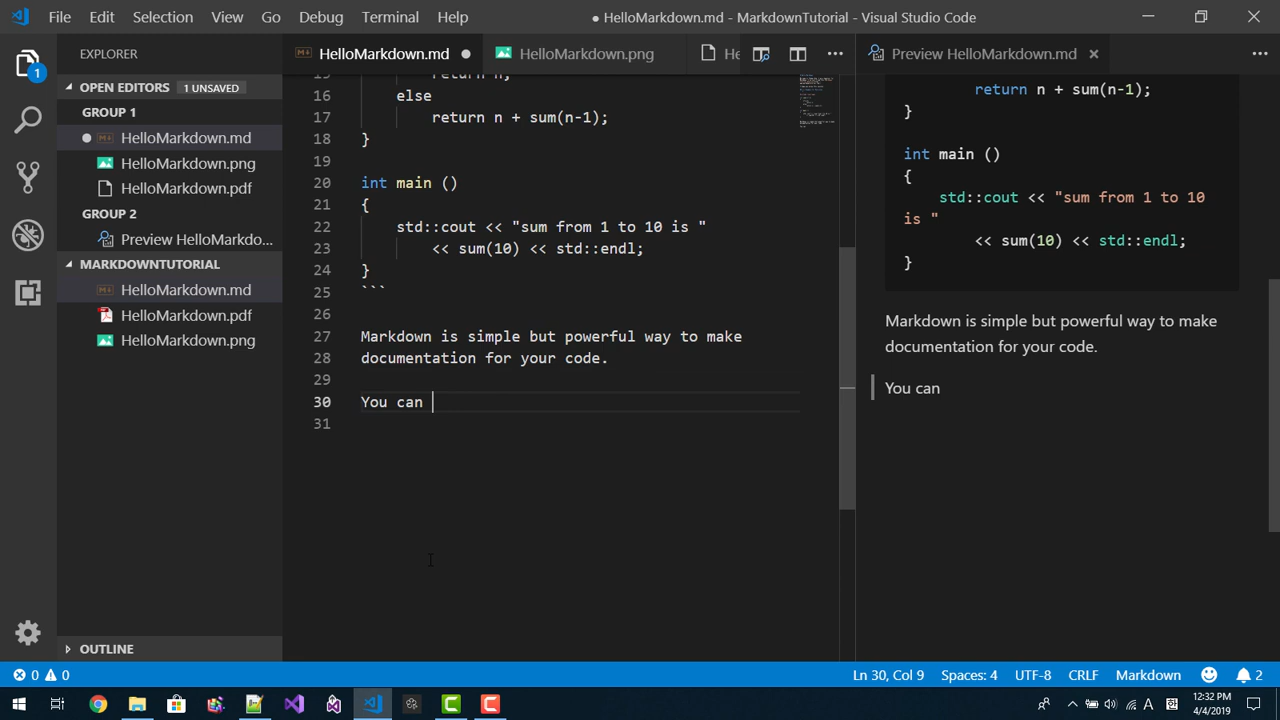 File Edit Selection View Go Debug Terminal Help
● HelloMarkdown.md - MarkdownTutorial - Visual Studio Code
1
EXPLORER
OPEN EDITORS 1 UNSAVED
GROUP 1
HelloMarkdown.md
HelloMarkdown.png
HelloMarkdown.pdf
GROUP 2
Preview HelloMarkdo...
MARKDOWNTUTORIAL
HelloMarkdown.md
HelloMarkdown.pdf
HelloMarkdown.png
OUTLINE
HelloMarkdown.md ● HelloMarkdown.png He
15 return n;
16 else
17 return n + sum(n-1);
18 }
19
20 int main ()
21 {
22 std::cout << "sum from 1 to 10 is "
23 << sum(10) << std::endl;
24 }
25 ```
26
27 Markdown is simple but powerful way to make
28 documentation for your code.
29
30 You can
31
Preview HelloMarkdown.md
return n + sum(n-1);
}
int main ()
{
std::cout << "sum from 1 to 10
is "
<< sum(10) << std::endl;
}
Markdown is simple but powerful way to make
documentation for your code.
You can
0 0 Ln 30, Col 9 Spaces: 4 UTF-8 CRLF Markdown 2
A 12:32 PM
4/4/2019